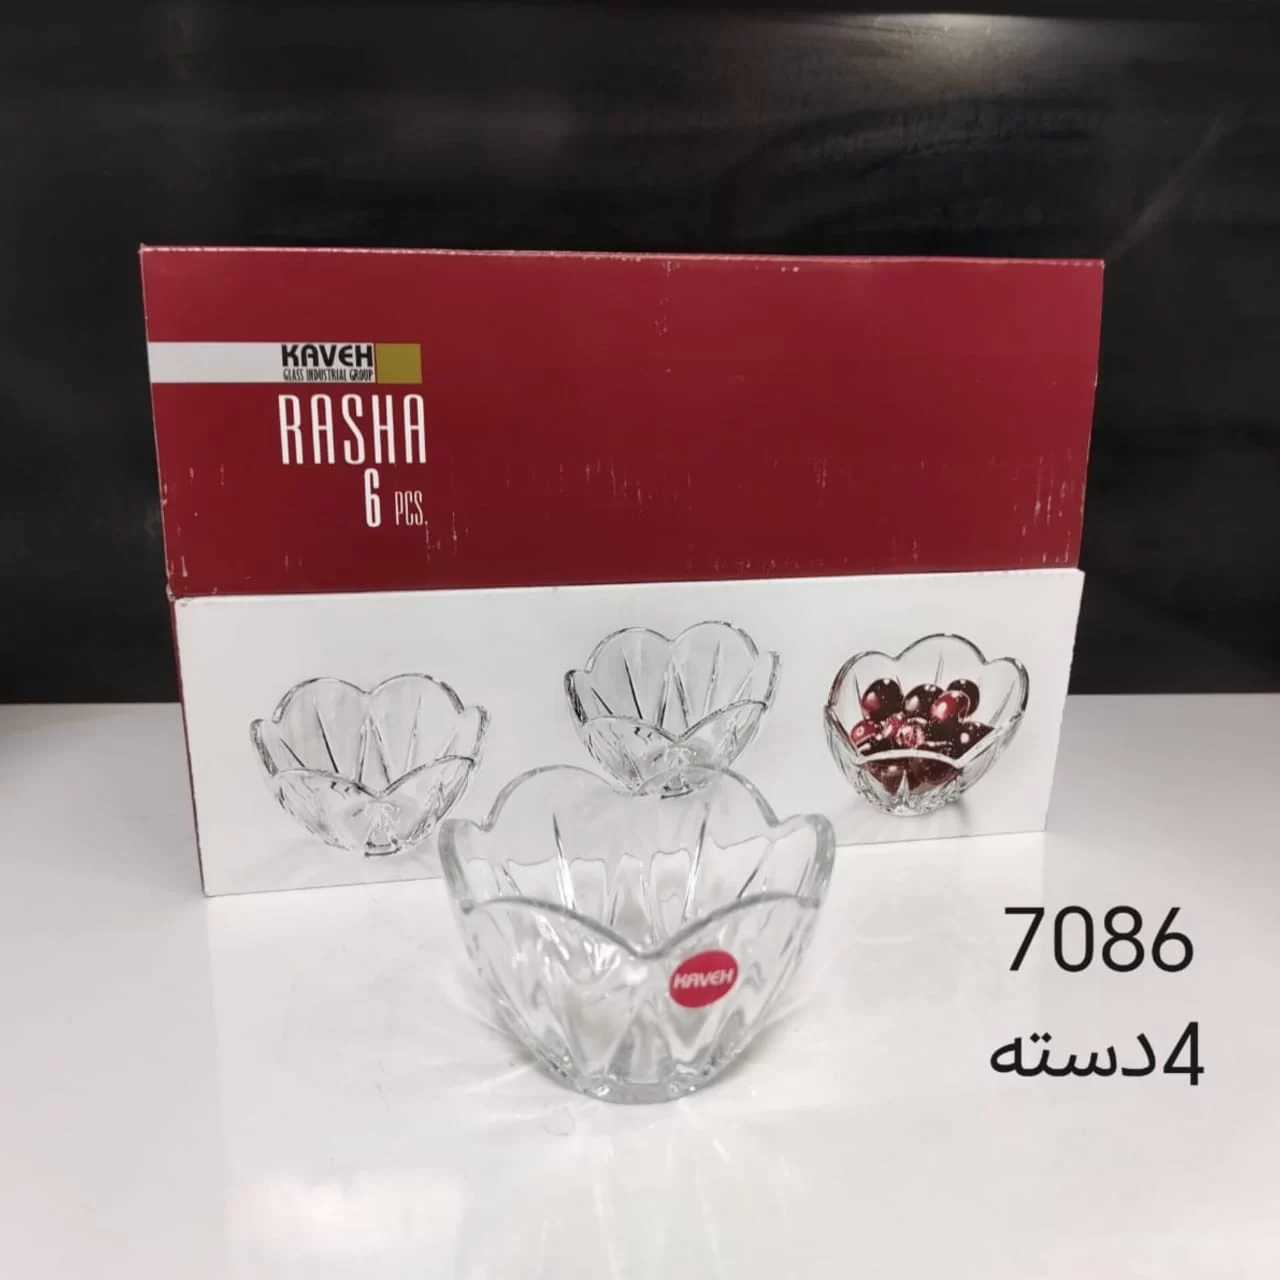 KAVEH
GLASS INDUSTRIAL GROUP
RASHA
6 PCS.
KAVEH
7086
4دسته